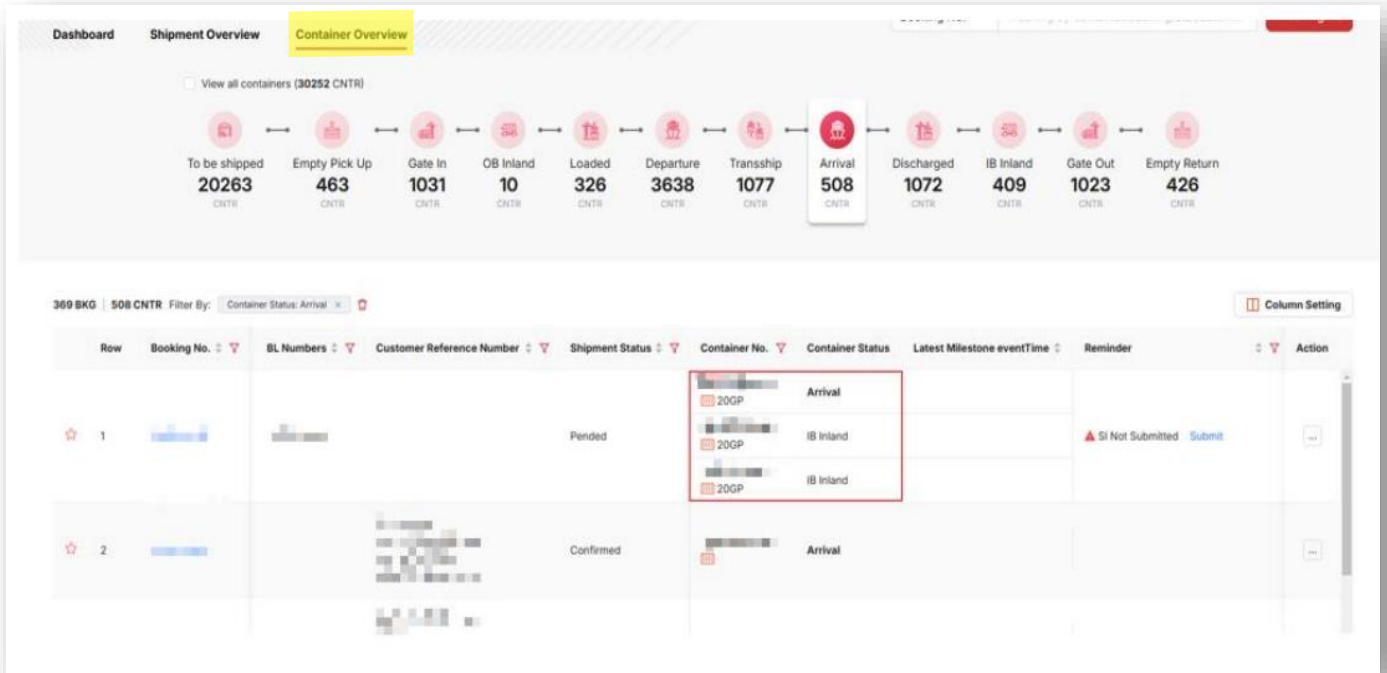 Dashboard Shipment Overview Container Overview
View all containers (30252 CNTR)
To be shipped Empty Pick Up Gate In OB Inland Loaded Departure Transship Arrival Discharged IB Inland Gate Out Empty Return
20263 463 1031 10 326 3638 1077 508 1072 409 1023 426
CNTR CNTR CNTR CNTR CNTR CNTR CNTR CNTR CNTR CNTR CNTR CNTR
369 BKG | 508 CNTR Filter By: Container Status: Arrival × Column Setting
Row Booking No. BL Numbers Customer Reference Number Shipment Status Container No. Container Status Latest Milestone eventTime Reminder Action
Arrival
20GP
1 Pended IB Inland SI Not Submitted Submit ...
20GP
IB Inland
20GP
2 Confirmed Arrival ...